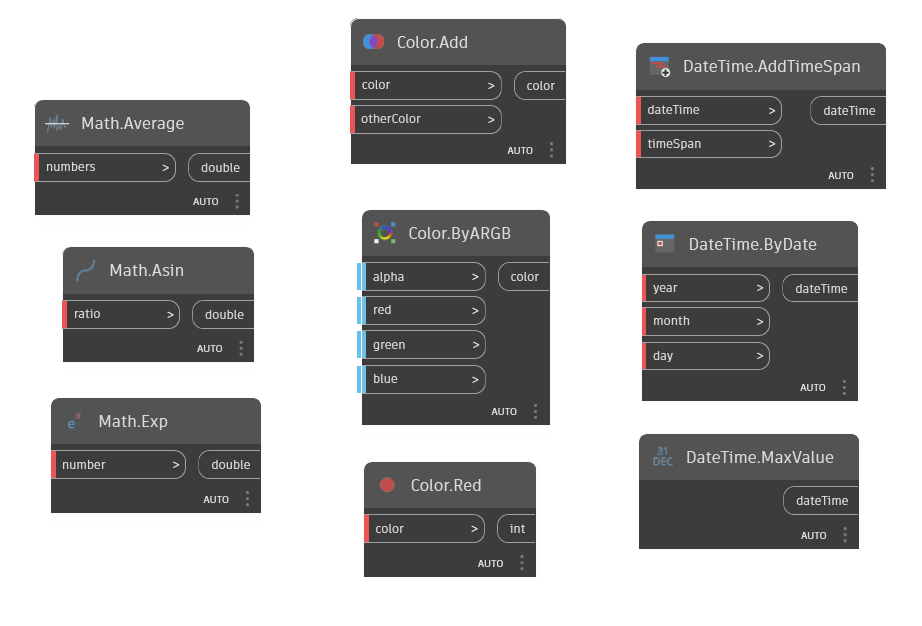 Math.Average
numbers >
double
AUTO
Math.Asin
ratio >
double
AUTO
e^x
Math.Exp
number >
double
AUTO
Color.Add
color >
color
otherColor >
AUTO
Color.ByARGB
alpha >
color
red >
green >
blue >
AUTO
Color.Red
color >
int
AUTO
DateTime.AddTimeSpan
dateTime >
dateTime
timeSpan >
AUTO
DateTime.ByDate
year >
dateTime
month >
day >
AUTO
31
DEC
DateTime.MaxValue
dateTime
AUTO